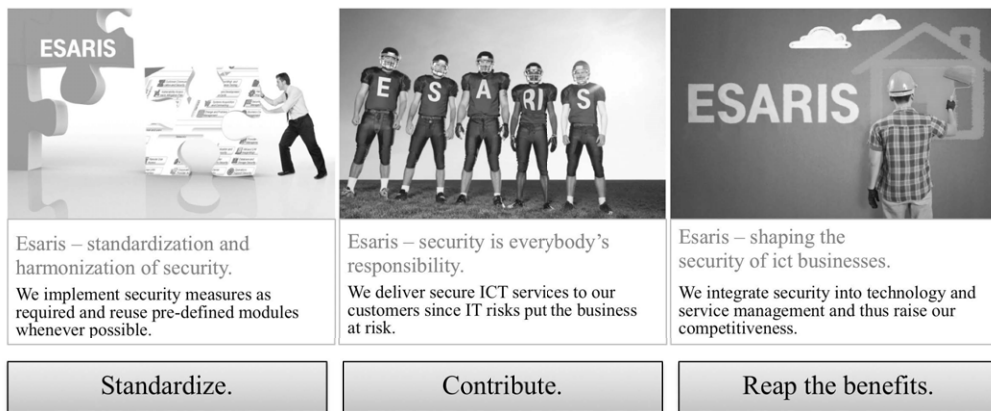 ESARIS
E S A RI S
ESARIS
Esaris – standardization and
harmonization of security.
We implement security measures as
required and reuse pre-defined modules
whenever possible.
Esaris – security is everybody's
responsibility.
We deliver secure ICT services to our
customers since IT risks put the business
at risk.
Esaris – shaping the
security of ict businesses.
We integrate security into technology and
service management and thus raise our
competitiveness.
Standardize.
Contribute.
Reap the benefits.